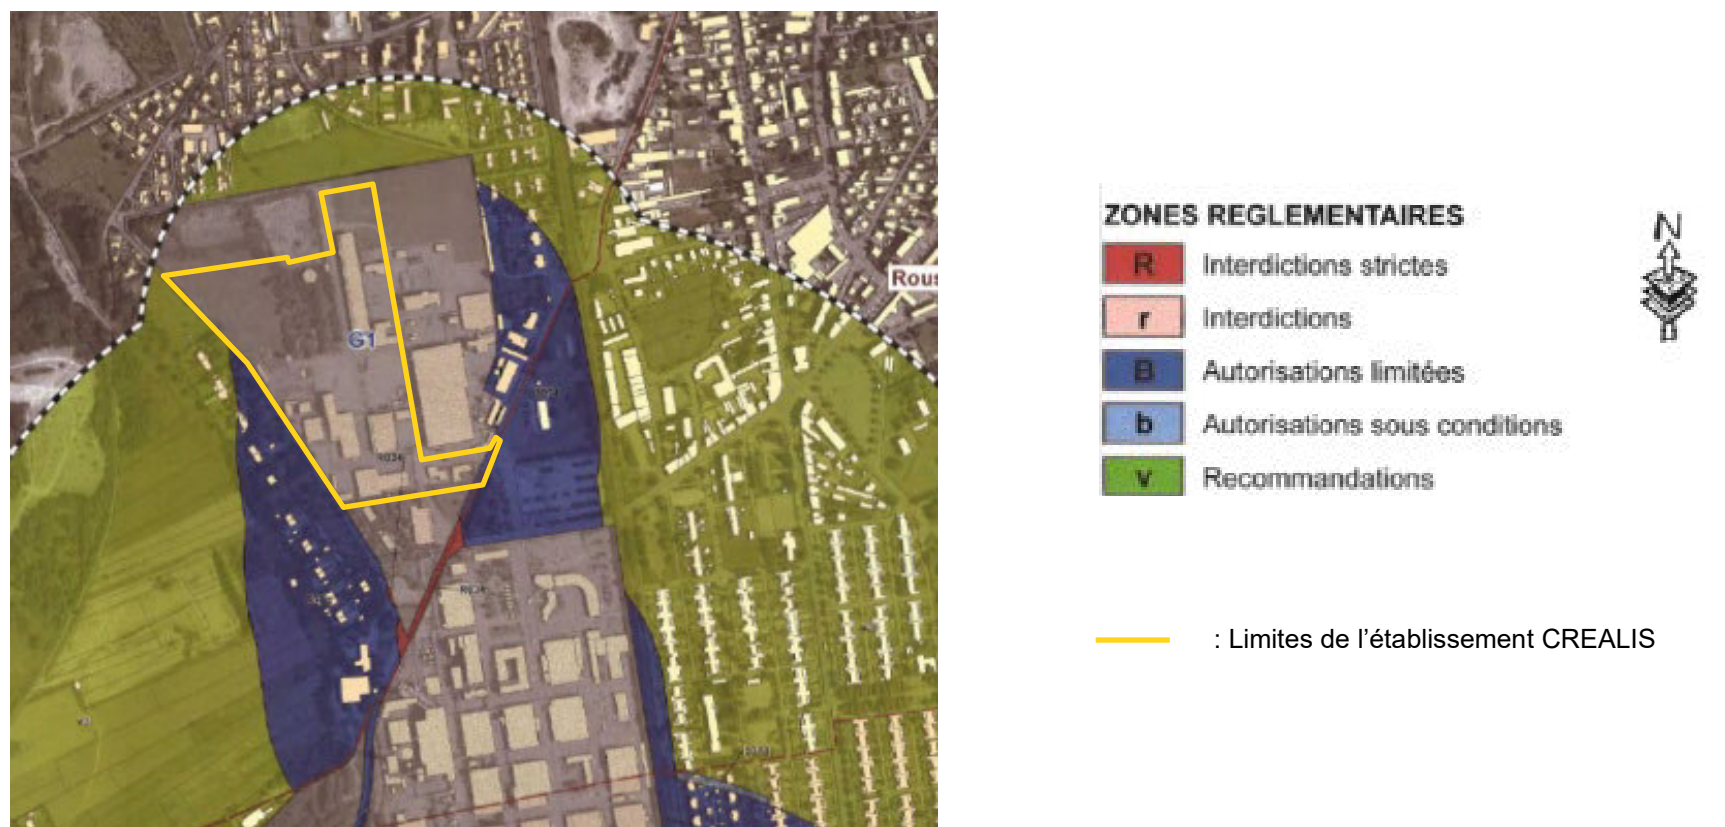 Rous
G1
ZONES REGLEMENTAIRES
R Interdictions strictes
r Interdictions
B Autorisations limitées
b Autorisations sous conditions
v Recommandations
N
: Limites de l’établissement CREALIS